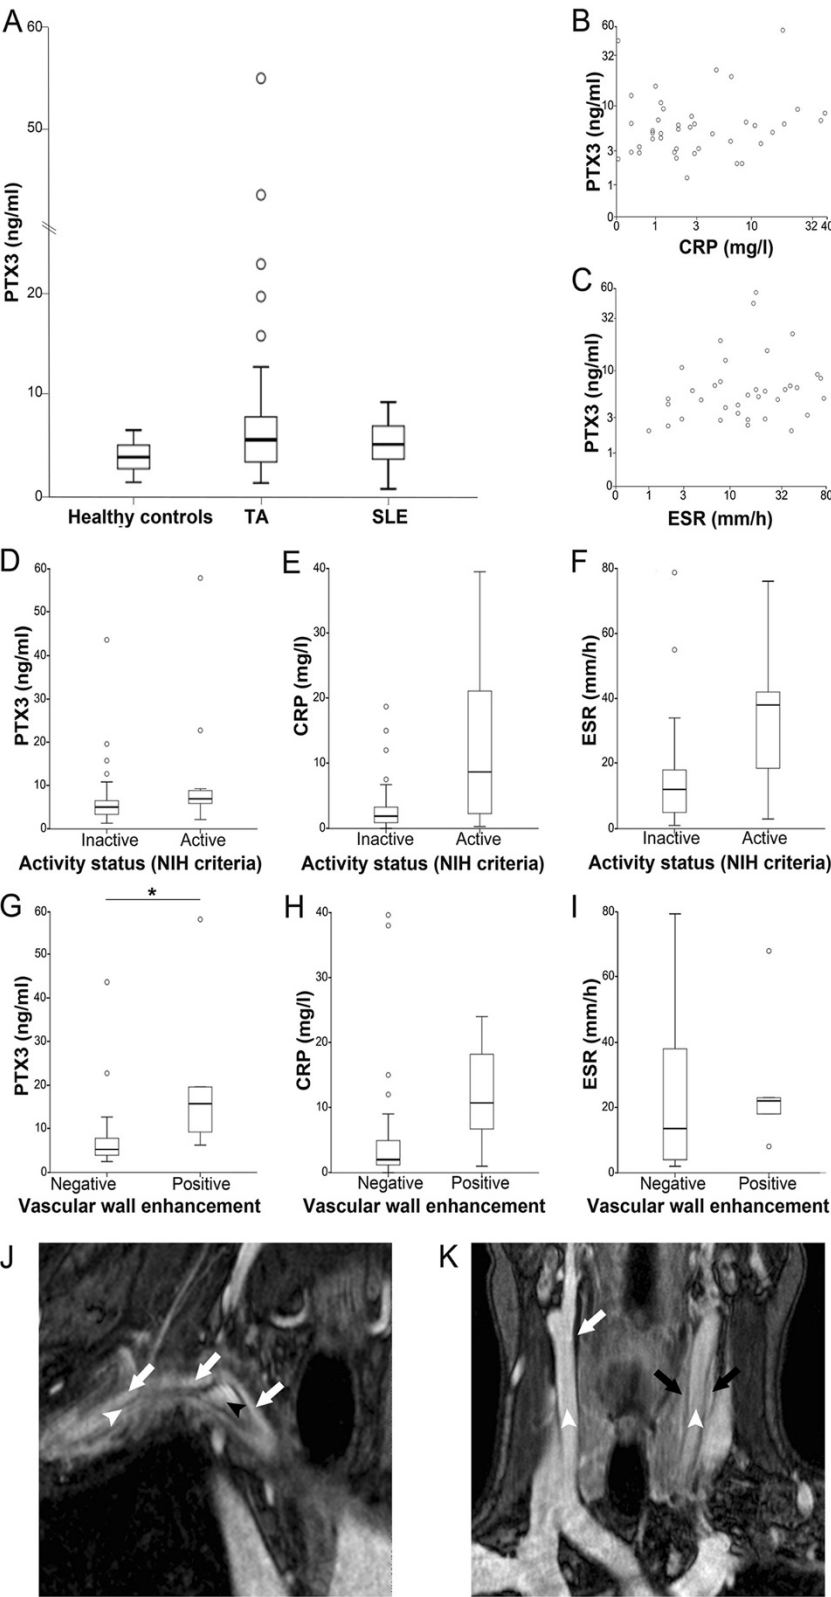 A
60
50
20
10
0
PTX3 (ng/ml)
Healthy controls TA SLE
B
60
32
10
3
1
0
PTX3 (ng/ml)
0 1 3 10 32 40
CRP (mg/l)
C
60
32
10
3
1
0
PTX3 (ng/ml)
0 1 3 10 32 80
ESR (mm/h)
D
60
50
40
30
20
10
0
PTX3 (ng/ml)
Inactive Active
Activity status (NIH criteria)
E
40
30
20
10
0
CRP (mg/l)
Inactive Active
Activity status (NIH criteria)
F
80
60
40
20
0
ESR (mm/h)
Inactive Active
Activity status (NIH criteria)
G
*
60
50
40
30
20
10
0
PTX3 (ng/ml)
Negative Positive
Vascular wall enhancement
H
40
30
20
10
0
CRP (mg/l)
Negative Positive
Vascular wall enhancement
I
80
60
40
20
0
ESR (mm/h)
Negative Positive
Vascular wall enhancement
J
K